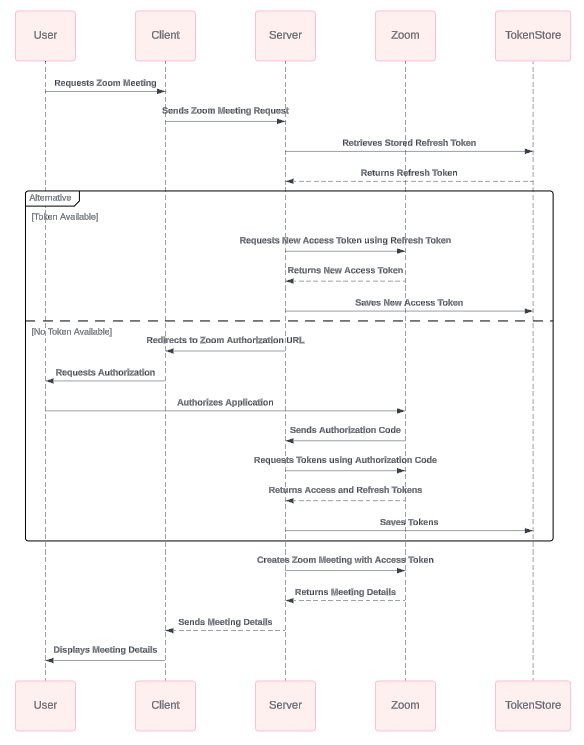 User Client Server Zoom TokenStore
Requests Zoom Meeting
Sends Zoom Meeting Request
Retrieves Stored Refresh Token
Returns Refresh Token
Alternative
[Token Available]
Requests New Access Token using Refresh Token
Returns New Access Token
Saves New Access Token
[No Token Available]
Redirects to Zoom Authorization URL
Requests Authorization
Authorizes Application
Sends Authorization Code
Requests Tokens using Authorization Code
Returns Access and Refresh Tokens
Saves Tokens
Creates Zoom Meeting with Access Token
Returns Meeting Details
Sends Meeting Details
Displays Meeting Details
User Client Server Zoom TokenStore